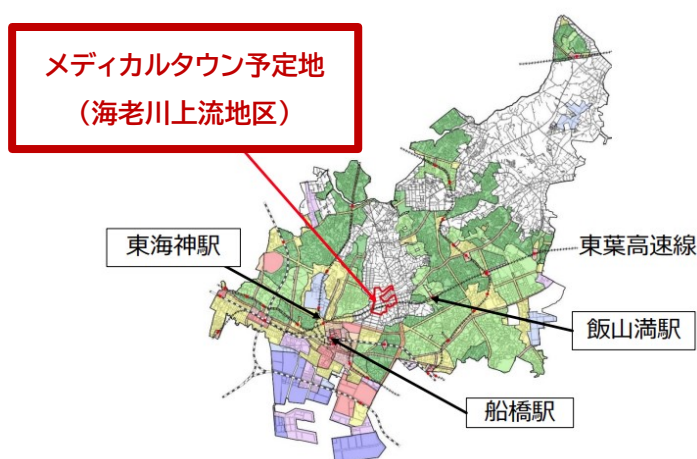 メディカルタウン予定地
（海老川上流地区）
東海神駅
東葉高速線
飯山満駅
船橋駅